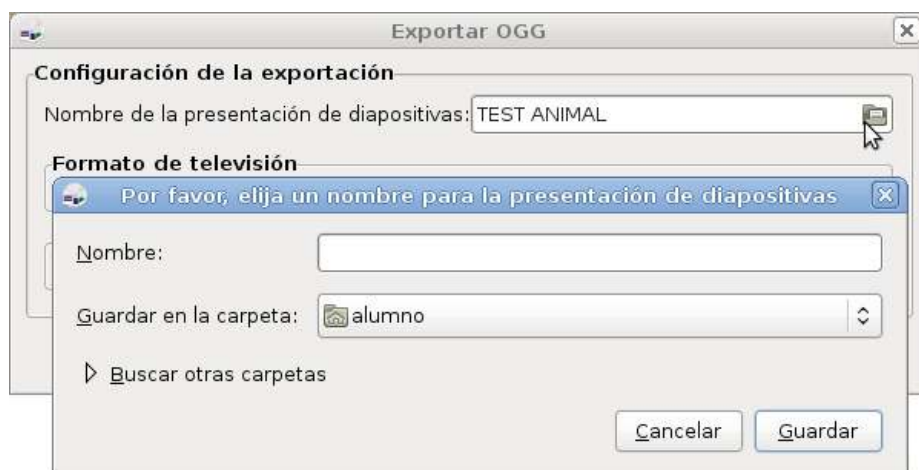 Exportar OGG
Configuración de la exportación
Nombre de la presentación de diapositivas: TEST ANIMAL
Formato de televisión
Por favor, elija un nombre para la presentación de diapositivas
Nombre:
Guardar en la carpeta: alumno
Buscar otras carpetas
Cancelar Guardar